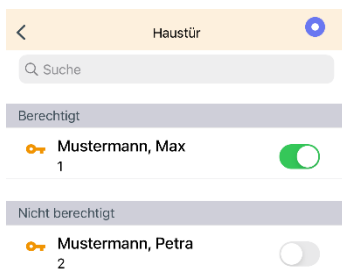 Haustür
Suche
Berechtigt
Mustermann, Max
1
Nicht berechtigt
Mustermann, Petra
2